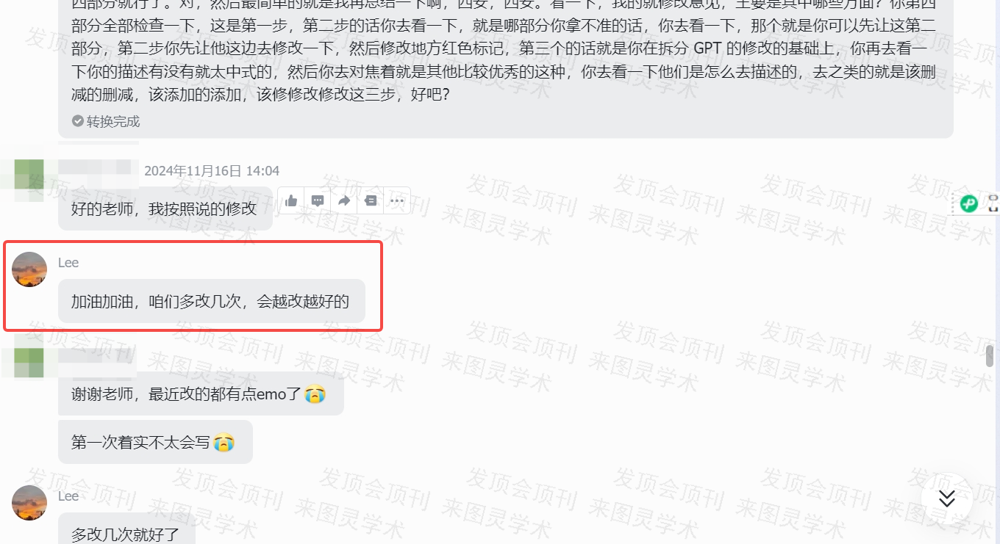 四部分就行了。对，然后最简单的就是我再总结一下啊，西安，西安。看一下，我的就修改意见，主要是其中哪些方面？你第四
部分全部检查一下，这是第一步，第二步的话你去看一下，就是哪部分你拿不准的话，你去看一下，那个就是你可以先让这第二
部分，第二步你先让他这边去修改一下，然后修改地方红色标记，第三个的话就是你在拆分 GPT 的修改的基础上，你再去看一
下你的描述有没有就太中式的，然后你去对焦着就是其他比较优秀的这种，你去看一下他们是怎么去描述的，去之类的就是该删
减的删减，该添加的添加，该修修改修改这三步，好吧？
转换完成
2024年11月16日 14:04
好的老师，我按照说的修改
Lee
加油加油，咱们多改几次，会越改越好的
谢谢老师，最近改的都有点emo了😭
第一次着实不太会写😭
Lee
多改几次就好了
发顶会顶刊
来图灵学术